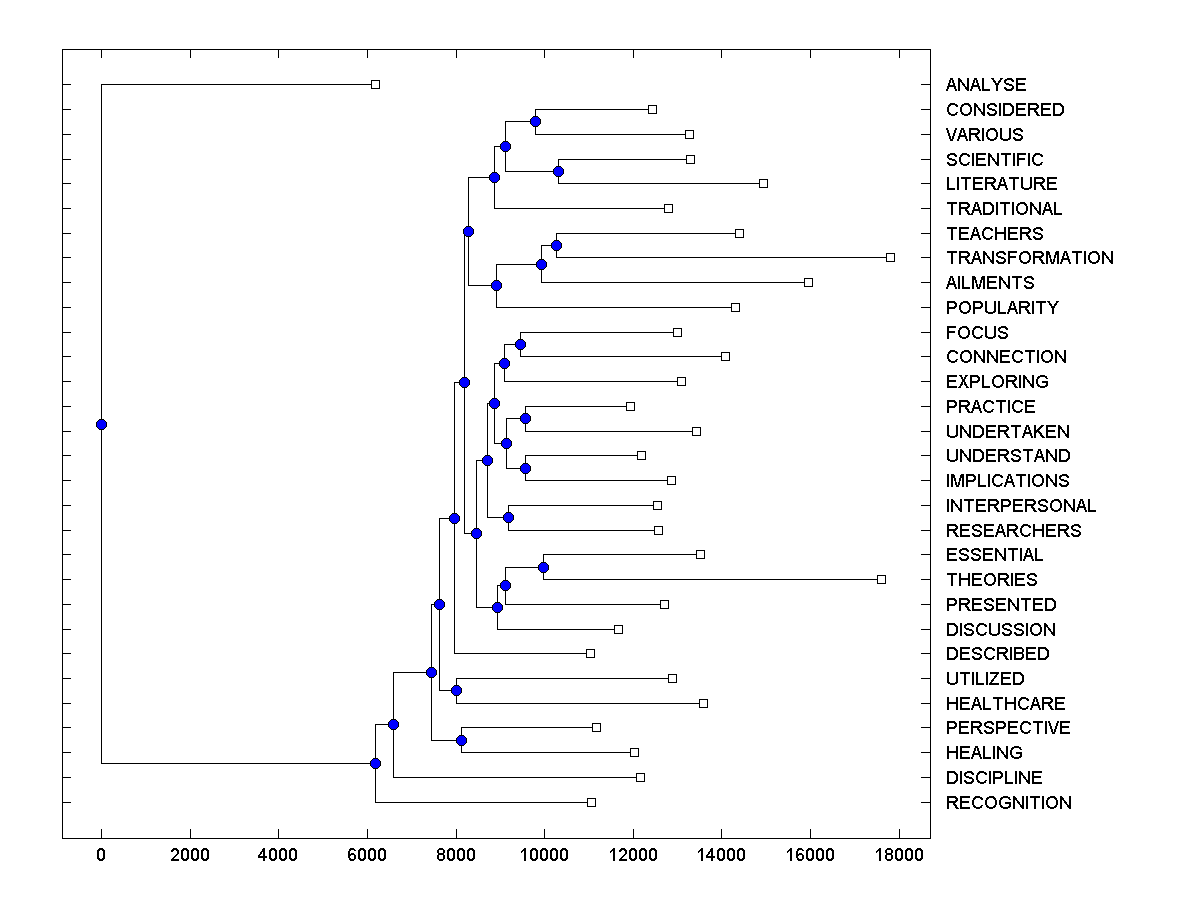 ANALYSE
CONSIDERED
VARIOUS
SCIENTIFIC
LITERATURE
TRADITIONAL
TEACHERS
TRANSFORMATION
AILMENTS
POPULARITY
FOCUS
CONNECTION
EXPLORING
PRACTICE
UNDERTAKEN
UNDERSTAND
IMPLICATIONS
INTERPERSONAL
RESEARCHERS
ESSENTIAL
THEORIES
PRESENTED
DISCUSSION
DESCRIBED
UTILIZED
HEALTHCARE
PERSPECTIVE
HEALING
DISCIPLINE
RECOGNITION
0 2000 4000 6000 8000 10000 12000 14000 16000 18000